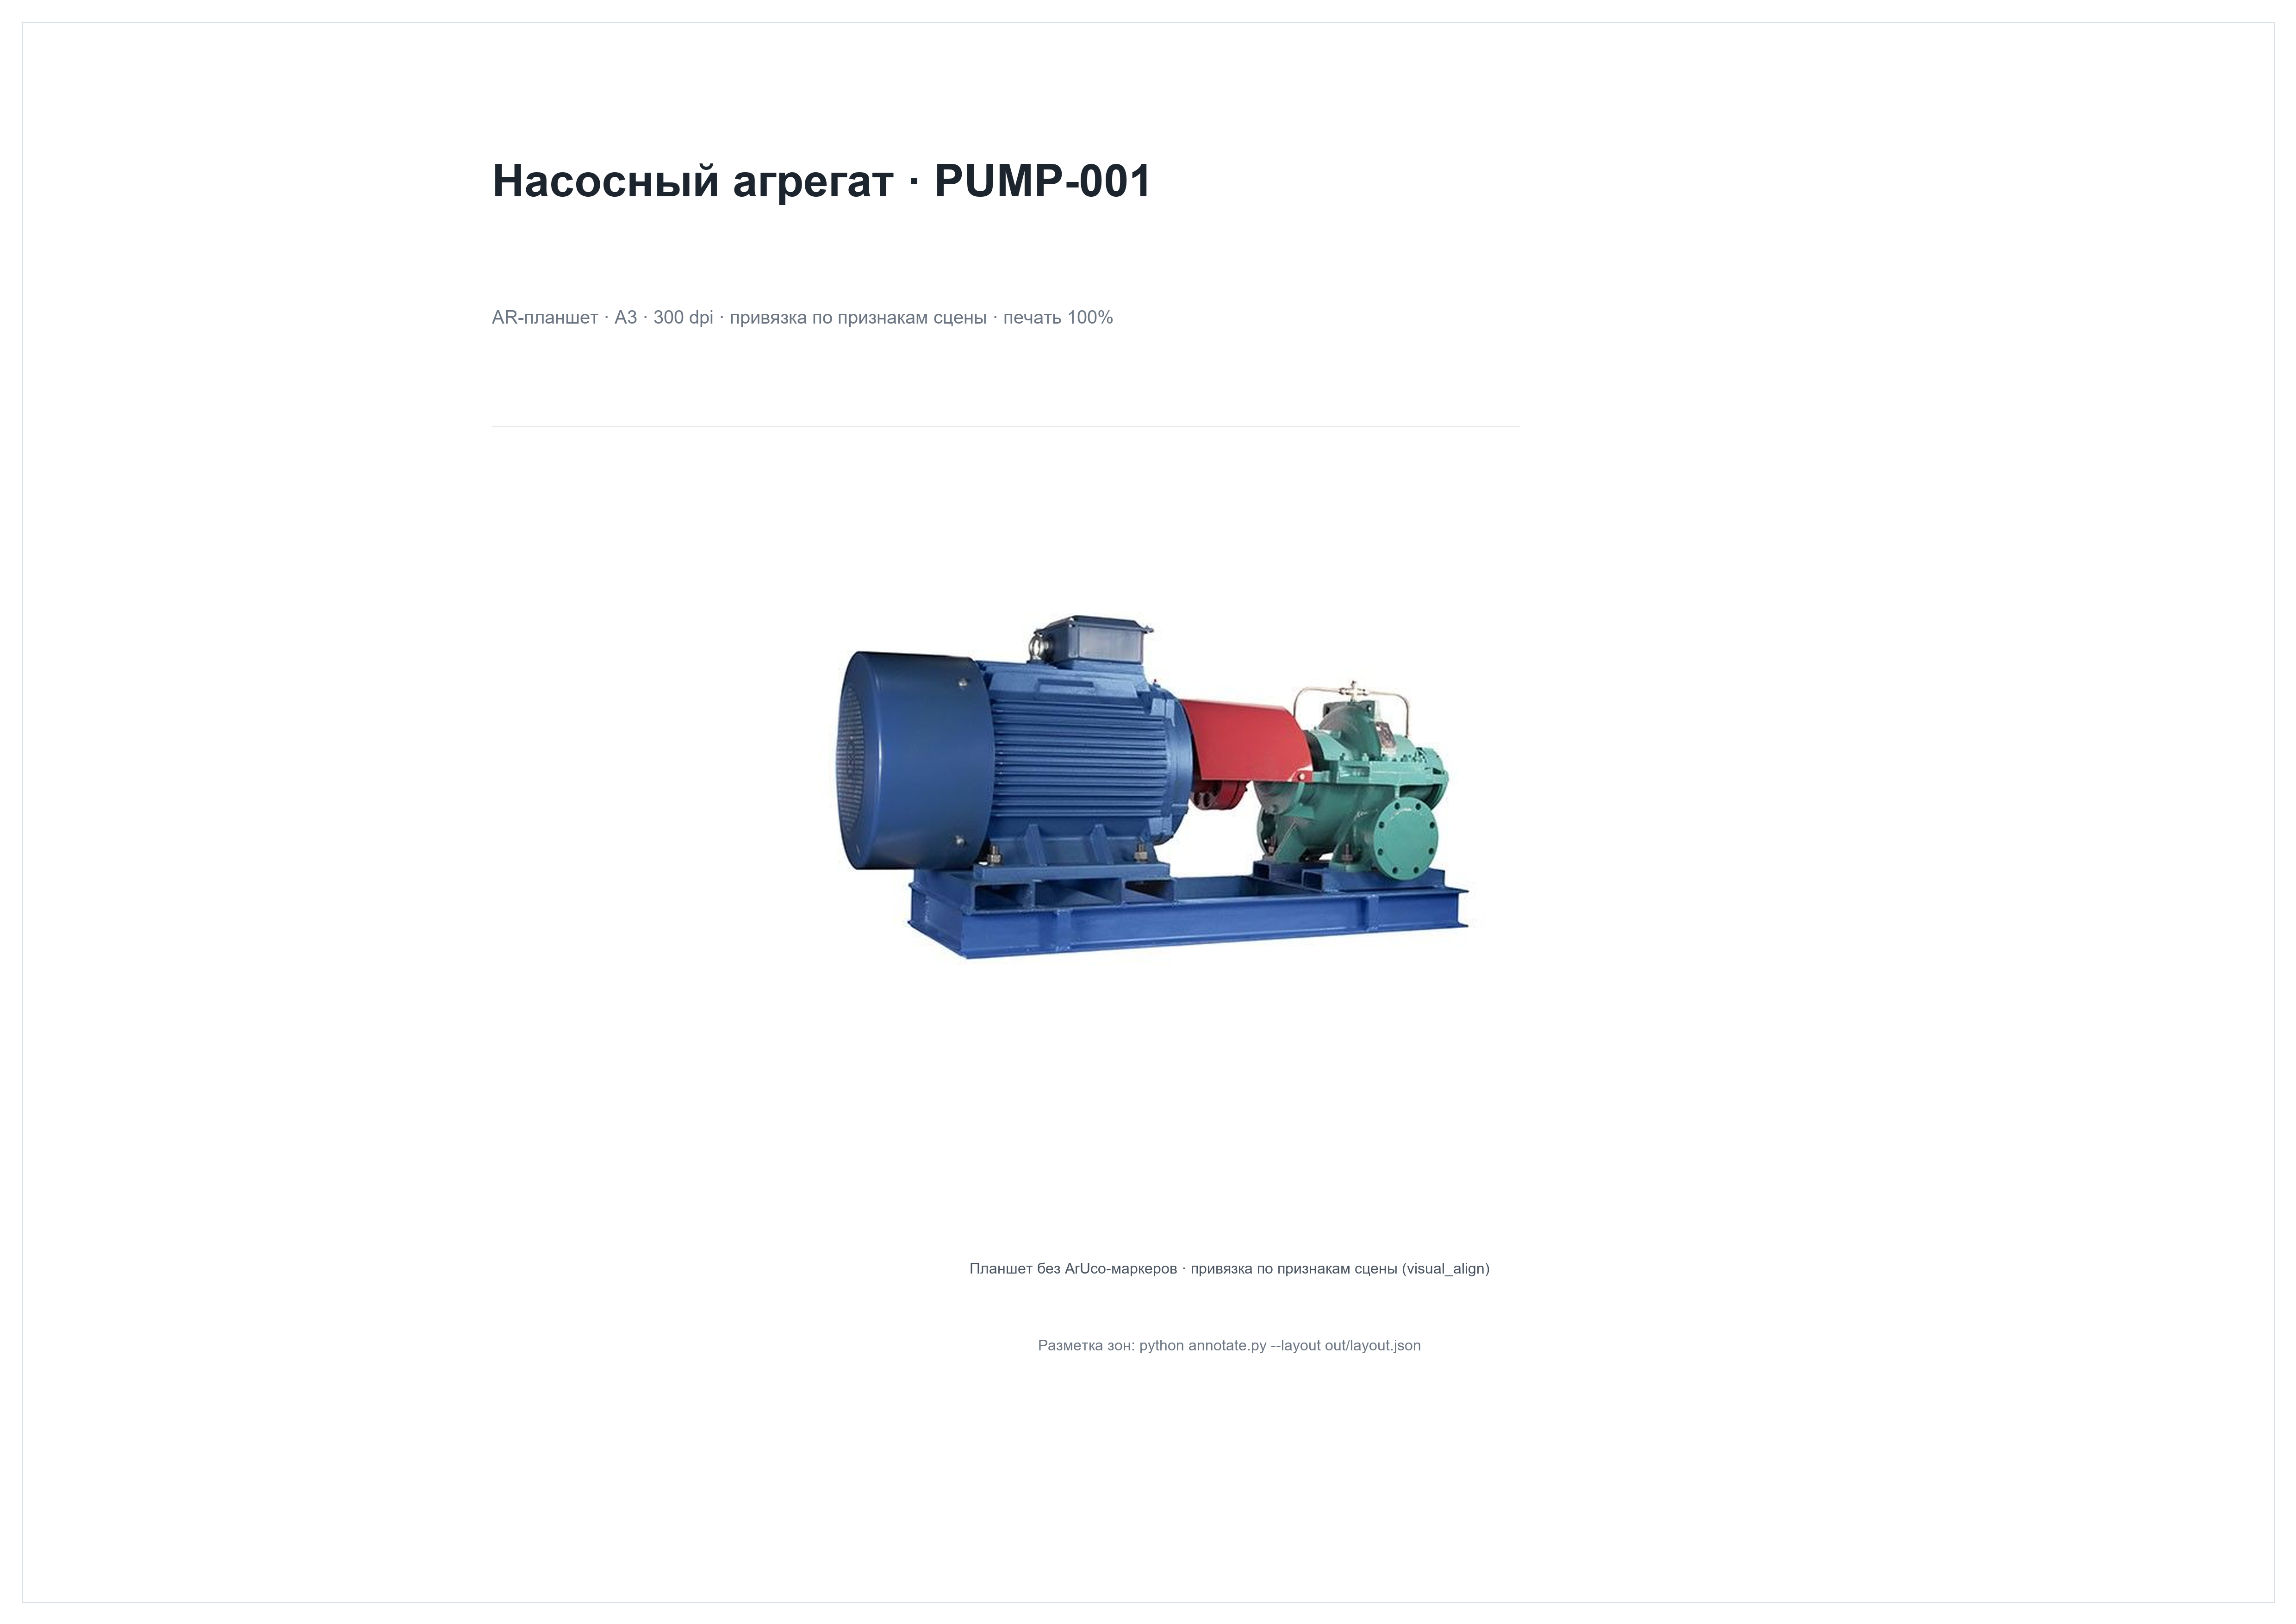 Насосный агрегат · PUMP-001
AR-планшет · A3 · 300 dpi · привязка по признакам сцены · печать 100%
Планшет без ArUco-маркеров · привязка по признакам сцены (visual_align)
Разметка зон: python annotate.py --layout out/layout.json